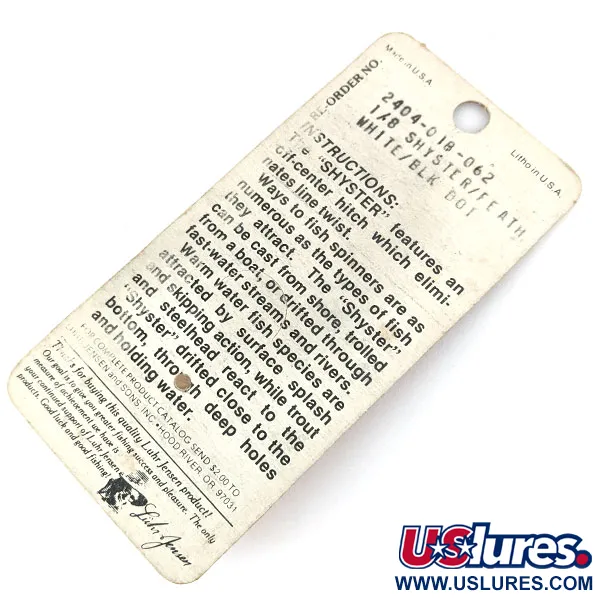 Made in U.S.A.
Litho in U.S.A.
RE-ORDER NO.
2404-018-062
1/8 SHYSTER/FEATH
WHITE/BLK DOT
INSTRUCTIONS:
The "SHYSTER" features an
off-center hitch which elimi-
nates line twist.
Ways to fish spinners are as
numerous as the types of fish
they attract. The "Shyster"
can be cast from shore, trolled
from a boat, or drifted through
fast-water streams and rivers.
Warm water fish species are
attracted by surface splash
and skipping action, while trout
and Steelhead react to the
"Shyster" drifted close to the
bottom through deep holes
and holding water.
FOR COMPLETE PRODUCT CATALOG SEND $2.00 TO
LUHR JENSEN and SONS, INC. • HOOD RIVER, OR 97031
Thanks for buying this quality Luhr Jensen product!
Our goal is to give you greater fishing success and pleasure. The only
measure of achievement we have is
your continued support of Luhr Jensen
products. Good luck and good fishing!
Luhr Jensen
USlures.
WWW.USLURES.COM